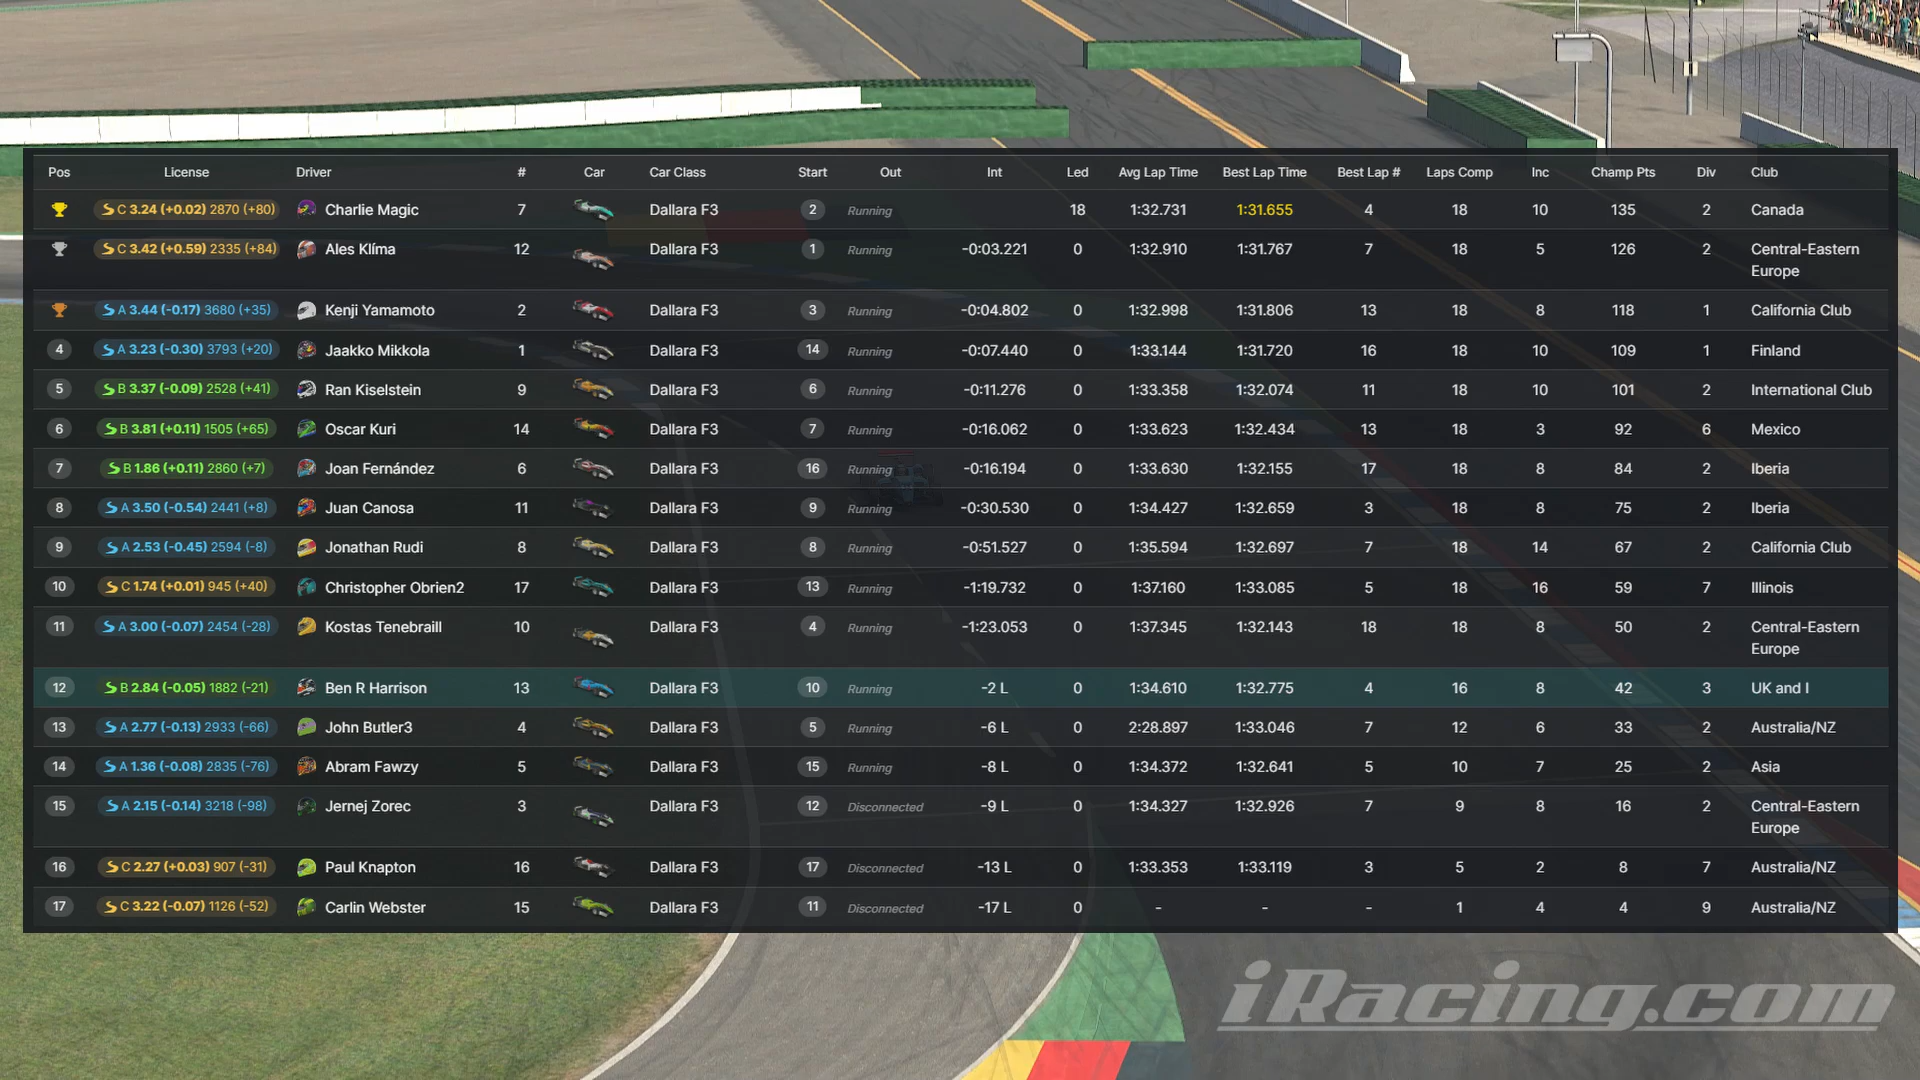 Pos License Driver # Car Car Class Start Out Int Led Avg Lap Time Best Lap Time Best Lap # Laps Comp Inc Champ Pts Div Club
C 3.24 (+0.02) 2870 (+80) Charlie Magic 7 Dallara F3 2 Running 18 1:32.731 1:31.655 4 18 10 135 2 Canada
C 3.42 (+0.59) 2335 (+84) Ales Klíma 12 Dallara F3 1 Running -0:03.221 0 1:32.910 1:31.767 7 18 5 126 2 Central-Eastern
Europe
A 3.44 (-0.17) 3680 (+35) Kenji Yamamoto 2 Dallara F3 3 Running -0:04.802 0 1:32.998 1:31.806 13 18 8 118 1 California Club
4 A 3.23 (-0.30) 3793 (+20) Jaakko Mikkola 1 Dallara F3 14 Running -0:07.440 0 1:33.144 1:31.720 16 18 10 109 1 Finland
5 B 3.37 (-0.09) 2528 (+41) Ran Kiselstein 9 Dallara F3 6 Running -0:11.276 0 1:33.358 1:32.074 11 18 10 101 2 International Club
6 B 3.81 (+0.11) 1505 (+65) Oscar Kuri 14 Dallara F3 7 Running -0:16.062 0 1:33.623 1:32.434 13 18 3 92 6 Mexico
7 B 1.86 (+0.11) 2860 (+7) Joan Fernández 6 Dallara F3 16 Running -0:16.194 0 1:33.630 1:32.155 17 18 8 84 2 Iberia
8 A 3.50 (-0.54) 2441 (+8) Juan Canosa 11 Dallara F3 9 Running -0:30.530 0 1:34.427 1:32.659 3 18 8 75 2 Iberia
9 A 2.53 (-0.45) 2594 (-8) Jonathan Rudi 8 Dallara F3 8 Running -0:51.527 0 1:35.594 1:32.697 7 18 14 67 2 California Club
10 C 1.74 (+0.01) 945 (+40) Christopher Obrien2 17 Dallara F3 13 Running -1:19.732 0 1:37.160 1:33.085 5 18 16 59 7 Illinois
11 A 3.00 (-0.07) 2454 (-28) Kostas Tenebraill 10 Dallara F3 4 Running -1:23.053 0 1:37.345 1:32.143 18 18 8 50 2 Central-Eastern
Europe
12 B 2.84 (-0.05) 1882 (-21) Ben R Harrison 13 Dallara F3 10 Running -2 L 0 1:34.610 1:32.775 4 16 8 42 3 UK and I
13 A 2.77 (-0.13) 2933 (-66) John Butler3 4 Dallara F3 5 Running -6 L 0 2:28.897 1:33.046 7 12 6 33 2 Australia/NZ
14 A 1.36 (-0.08) 2835 (-76) Abram Fawzy 5 Dallara F3 15 Running -8 L 0 1:34.372 1:32.641 5 10 7 25 2 Asia
15 A 2.15 (-0.14) 3218 (-98) Jernej Zorec 3 Dallara F3 12 Disconnected -9 L 0 1:34.327 1:32.926 7 9 8 16 2 Central-Eastern
Europe
16 C 2.27 (+0.03) 907 (-31) Paul Knapton 16 Dallara F3 17 Disconnected -13 L 0 1:33.353 1:33.119 3 5 2 8 7 Australia/NZ
17 C 3.22 (-0.07) 1126 (-52) Carlin Webster 15 Dallara F3 11 Disconnected -17 L 0 - - - 1 4 4 9 Australia/NZ
iRacing.com